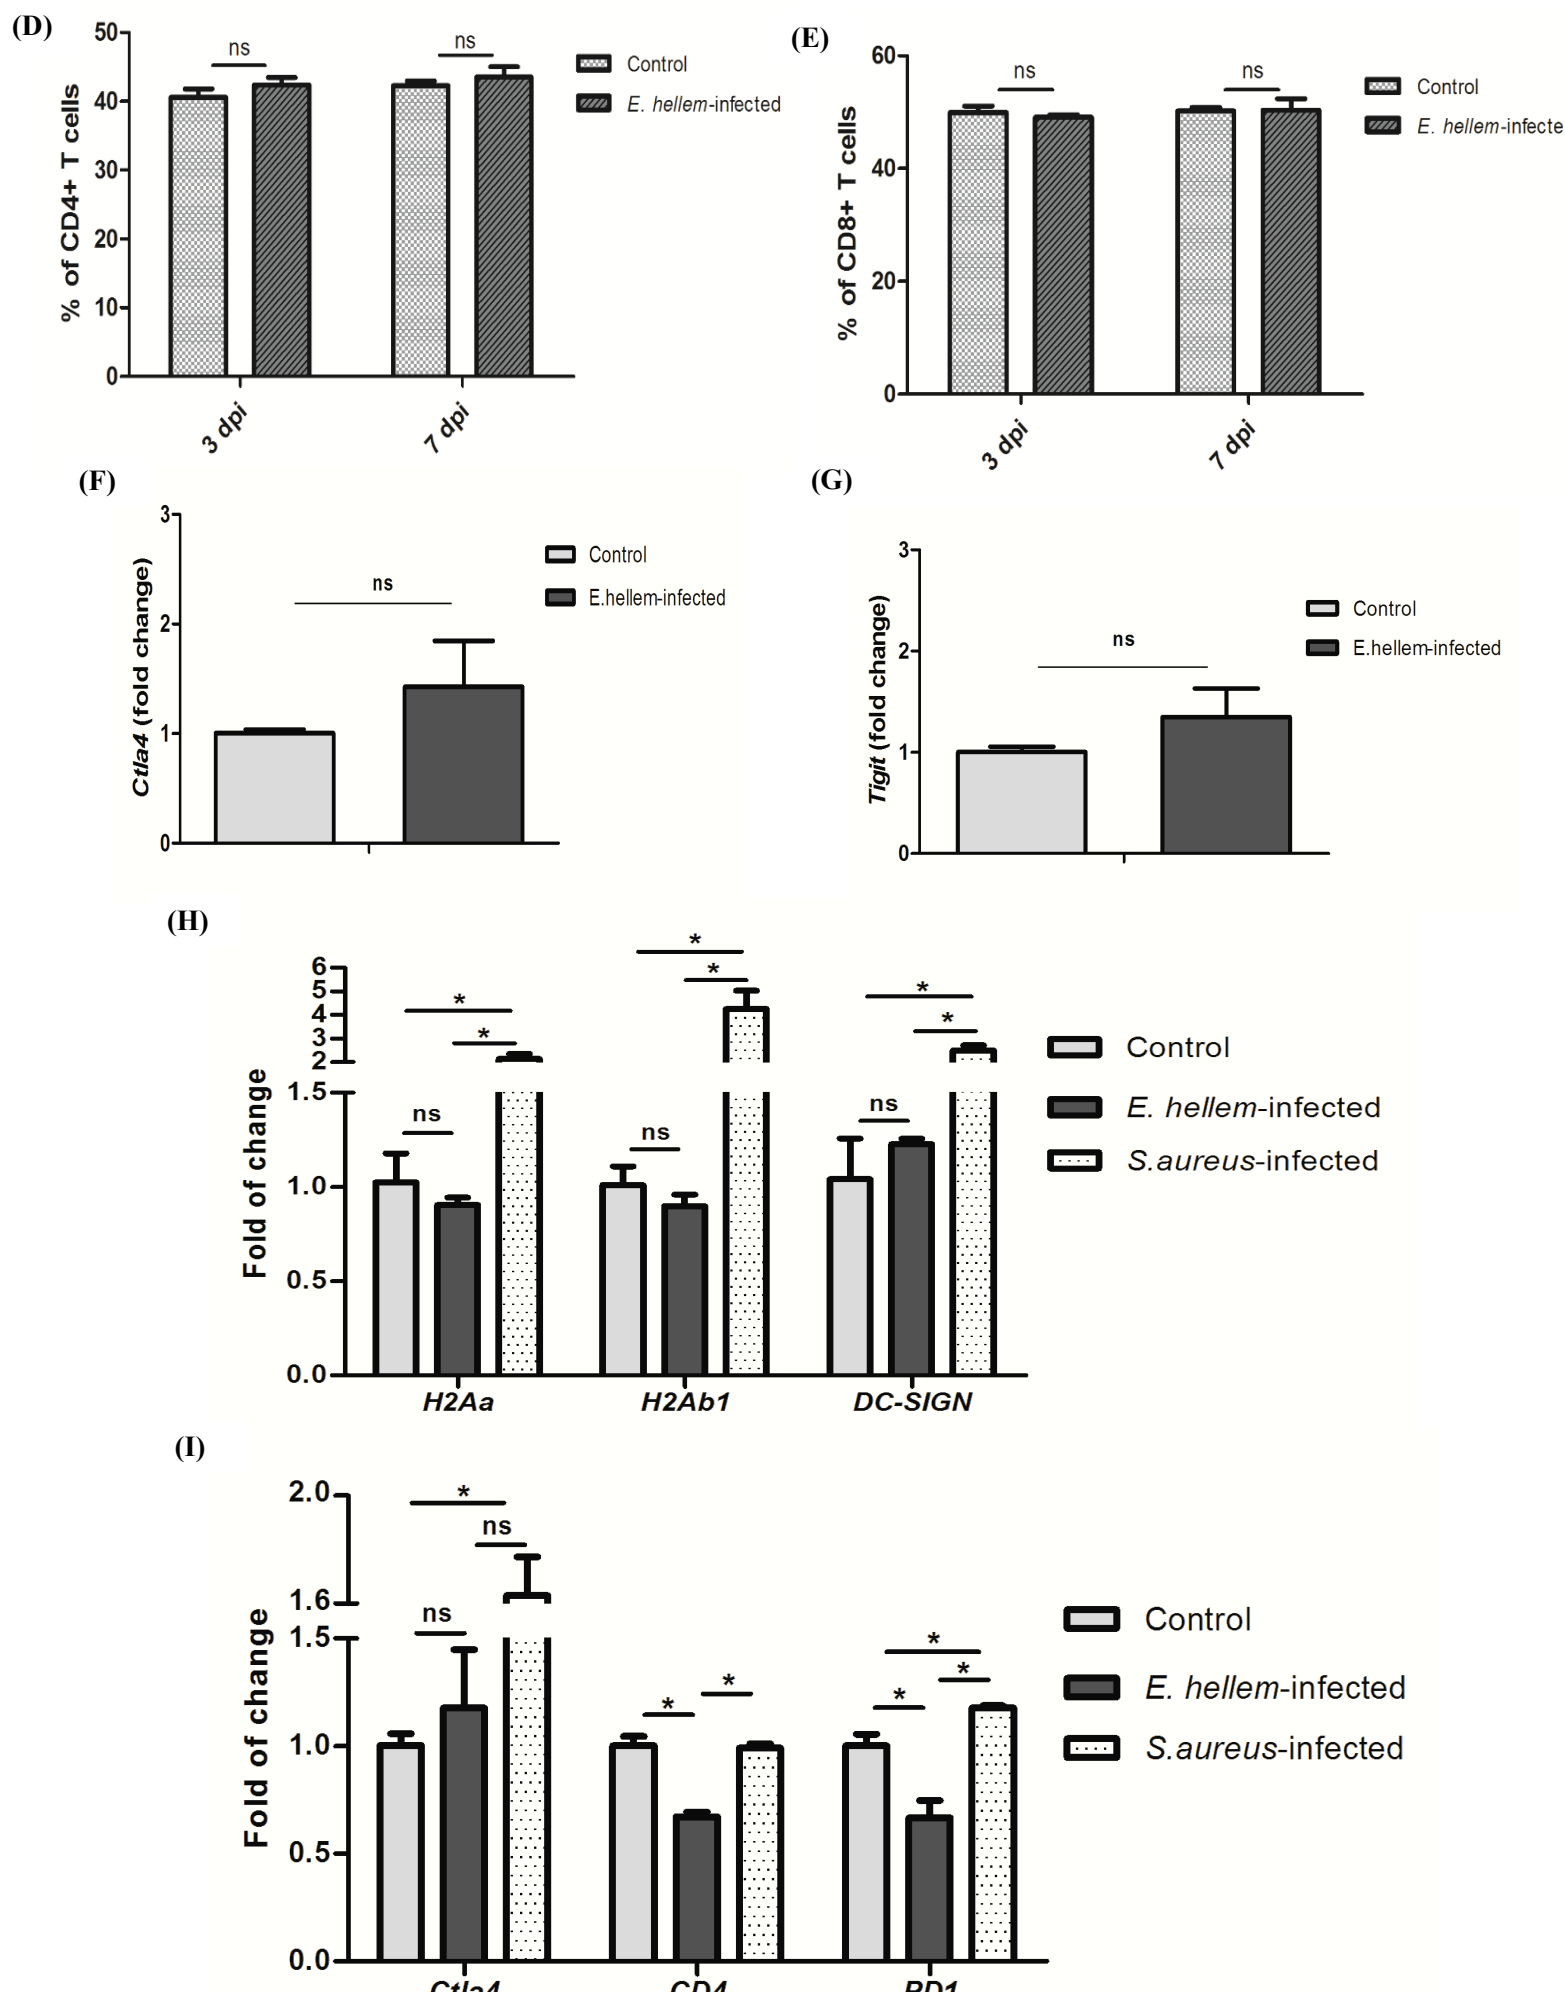 (D)
50
40
30
20
10
0
% of CD4+ T cells
ns
ns
Control
E. hellem-infected
3 dpi
7 dpi
(E)
60
40
20
0
% of CD8+ T cells
ns
ns
Control
E. hellem-infecte
3 dpi
7 dpi
(F)
3
2
1
0
Ctla4 (fold change)
ns
Control
E.hellem-infected
(G)
3
2
1
0
Tigit (fold change)
ns
Control
E.hellem-infected
(H)
6
5
4
3
2
1.5
1.0
0.5
0.0
Fold of change
*
*
ns
*
*
ns
*
*
ns
Control
E. hellem-infected
S.aureus-infected
H2Aa
H2Ab1
DC-SIGN
(I)
2.0
1.6
1.5
1.0
0.5
0.0
Fold of change
*
ns
ns
*
*
*
*
*
Control
E. hellem-infected
S.aureus-infected
Ctla4
CD4
PD1